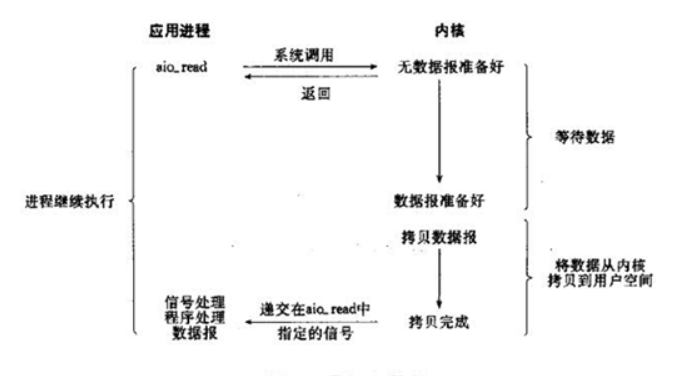 应用进程
内核
系统调用
aio_read
无数据报准备好
返回
等待数据
进程继续执行
数据报准备好
拷贝数据报
将数据从内核
拷贝到用户空间
信号处理
程序处理
数据报
递交在aio_read中
指定的信号
拷贝完成